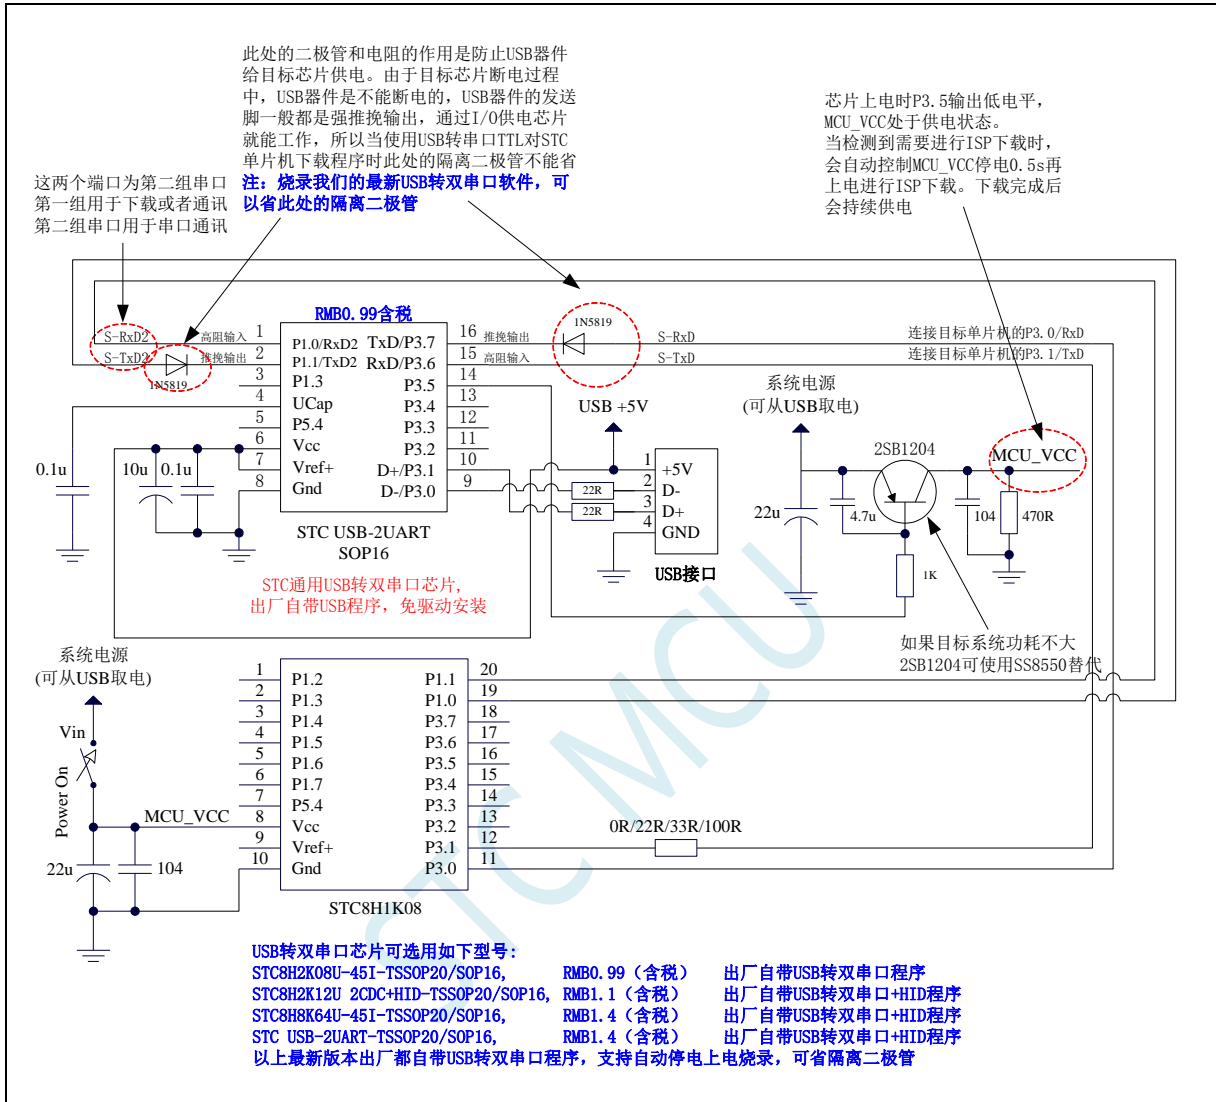 此处的二极管和电阻的作用是防止USB器件
给目标芯片供电。由于目标芯片断电过程
中，USB器件是不能断电的，USB器件的发送
脚一般都是强推挽输出，通过I/O供电芯片
就能工作，所以当使用USB转串口TTL对STC
单片机下载程序时此处的隔离二极管不能省
注：烧录我们的最新USB转双串口软件，可
以省此处的隔离二极管
芯片上电时P3.5输出低电平，
MCU_VCC处于供电状态。
当检测到需要进行ISP下载时，
会自动控制MCU_VCC停电0.5s再
上电进行ISP下载。下载完成后
会持续供电
这两个端口为第二组串口
第一组用于下载或者通讯
第二组串口用于串口通讯
RMB0.99含税
S-RxD2 高阻输入 1 P1.0/RxD2 TxD/P3.7 16 推挽输出 1N5819 S-RxD 连接目标单片机的P3.0/RxD
S-TxD2 1N5819 推挽输出 2 P1.1/TxD2 RxD/P3.6 15 高阻输入 S-TxD 连接目标单片机的P3.1/TxD
3 P1.3 P3.5 14
4 UCap P3.4 13
5 P5.4 P3.3 12
6 Vcc P3.2 11
7 Vref+ D+/P3.1 10
8 Gnd D-/P3.0 9
0.1u 10u 0.1u
STC USB-2UART
SOP16
STC通用USB转双串口芯片，
出厂自带USB程序，免驱动安装
USB +5V
1 +5V
22R 2 D-
22R 3 D+
4 GND
USB接口
系统电源
(可从USB取电)
2SB1204
MCU_VCC
22u 4.7u 104 470R
1K
如果目标系统功耗不大
2SB1204可使用SS8550替代
系统电源
(可从USB取电)
Vin
Power On
MCU_VCC
22u 104
1 P1.2 P1.1 20
2 P1.3 P1.0 19
3 P1.4 P3.7 18
4 P1.5 P3.6 17
5 P1.6 P3.5 16
6 P1.7 P3.4 15
7 P5.4 P3.3 14
8 Vcc P3.2 13
9 Vref+ P3.1 12
10 Gnd P3.0 11
0R/22R/33R/100R
STC8H1K08
STC MCU
USB转双串口芯片可选用如下型号：
STC8H2K08U-45I-TSSOP20/SOP16, RMB0.99（含税） 出厂自带USB转双串口程序
STC8H2K12U 2CDC+HID-TSSOP20/SOP16, RMB1.1（含税） 出厂自带USB转双串口+HID程序
STC8H8K64U-45I-TSSOP20/SOP16, RMB1.4（含税） 出厂自带USB转双串口+HID程序
STC USB-2UART-TSSOP20/SOP16, RMB1.4（含税） 出厂自带USB转双串口+HID程序
以上最新版本出厂都自带USB转双串口程序，支持自动停电上电烧录，可省隔离二极管